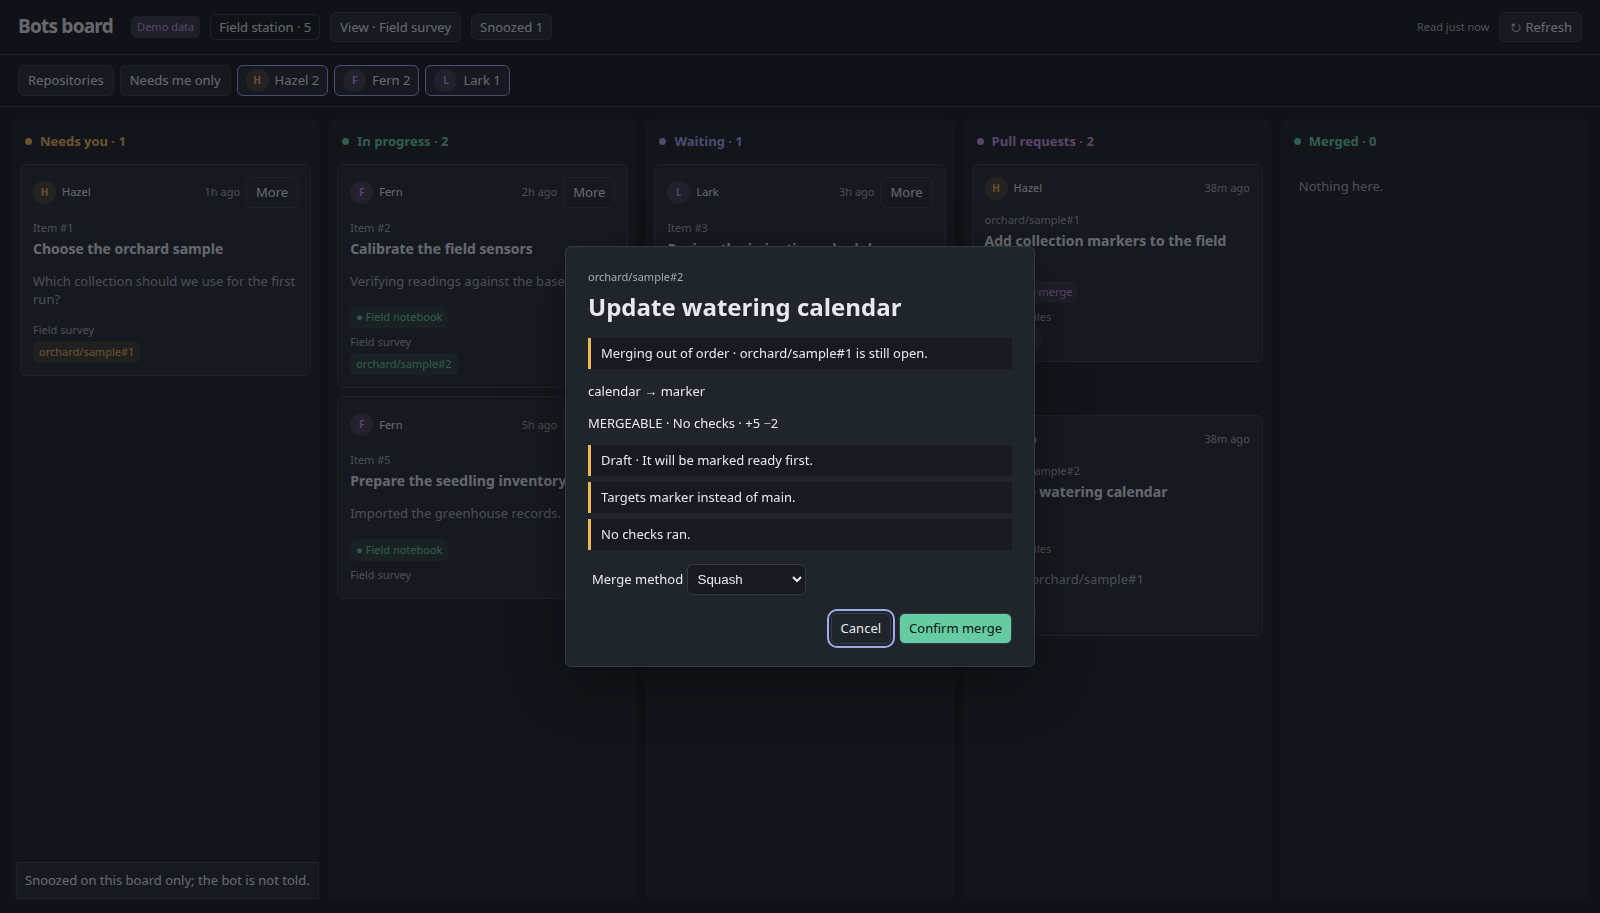 Bots board
Demo data
Field station · 5
View · Field survey
Snoozed 1
Read just now
↻ Refresh
Repositories
Needs me only
H Hazel 2
F Fern 2
L Lark 1
Needs you · 1
H Hazel
1h ago
More
Item #1
Choose the orchard sample
Which collection should we use for the first
run?
Field survey
orchard/sample#1
In progress · 2
F Fern
2h ago
More
Item #2
Calibrate the field sensors
Verifying readings against the base
Field notebook
Field survey
orchard/sample#2
F Fern
5h ago
Item #5
Prepare the seedling inventory
Imported the greenhouse records.
Field notebook
Field survey
Waiting · 1
L Lark
3h ago
More
Item #3
Pull requests · 2
H Hazel
38m ago
orchard/sample#1
Add collection markers to the field
merge
38m ago
watering calendar
orchard/sample#1
Merged · 0
Nothing here.
orchard/sample#2
Update watering calendar
Merging out of order · orchard/sample#1 is still open.
calendar → marker
MERGEABLE · No checks · +5 −2
Draft · It will be marked ready first.
Targets marker instead of main.
No checks ran.
Merge method
Squash
Cancel
Confirm merge
Snoozed on this board only; the bot is not told.